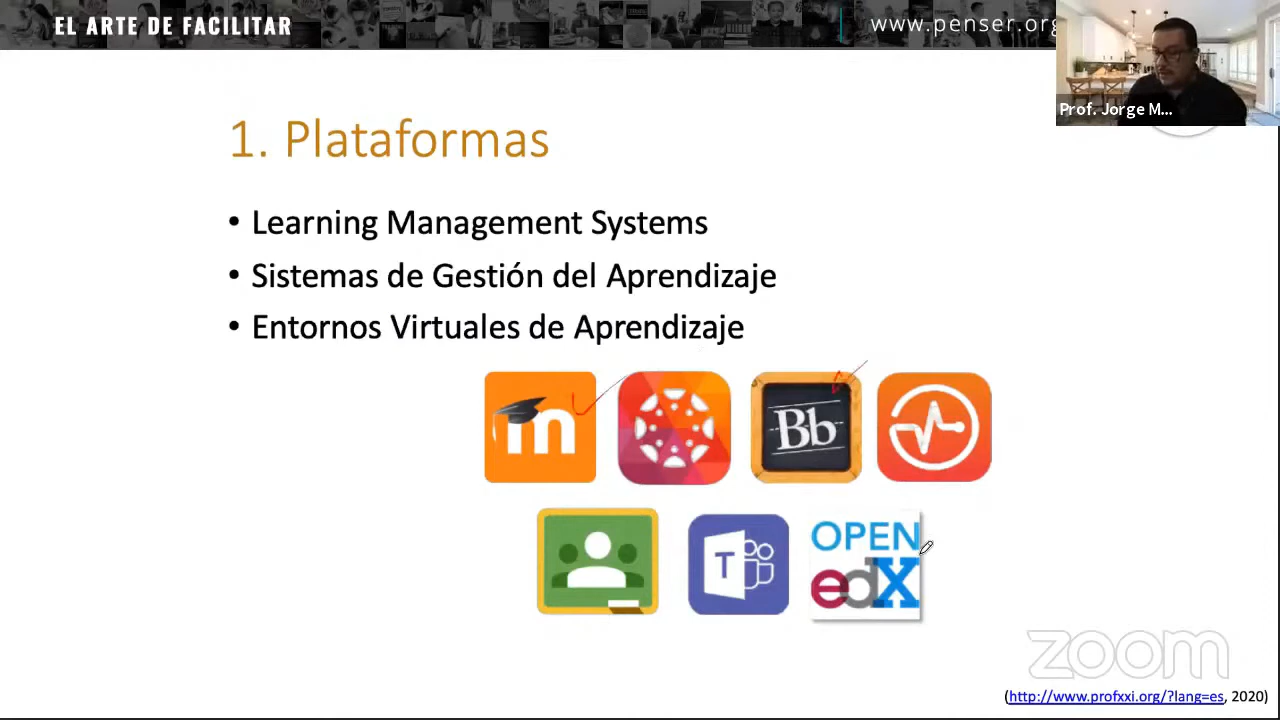 EL ARTE DE FACILITAR
www.penser.org
Prof. Jorge M...
1. Plataformas
• Learning Management Systems
• Sistemas de Gestión del Aprendizaje
• Entornos Virtuales de Aprendizaje
m
Bb
T
OPEN
edX
zoom
(http://www.profxxi.org/?lang=es, 2020)